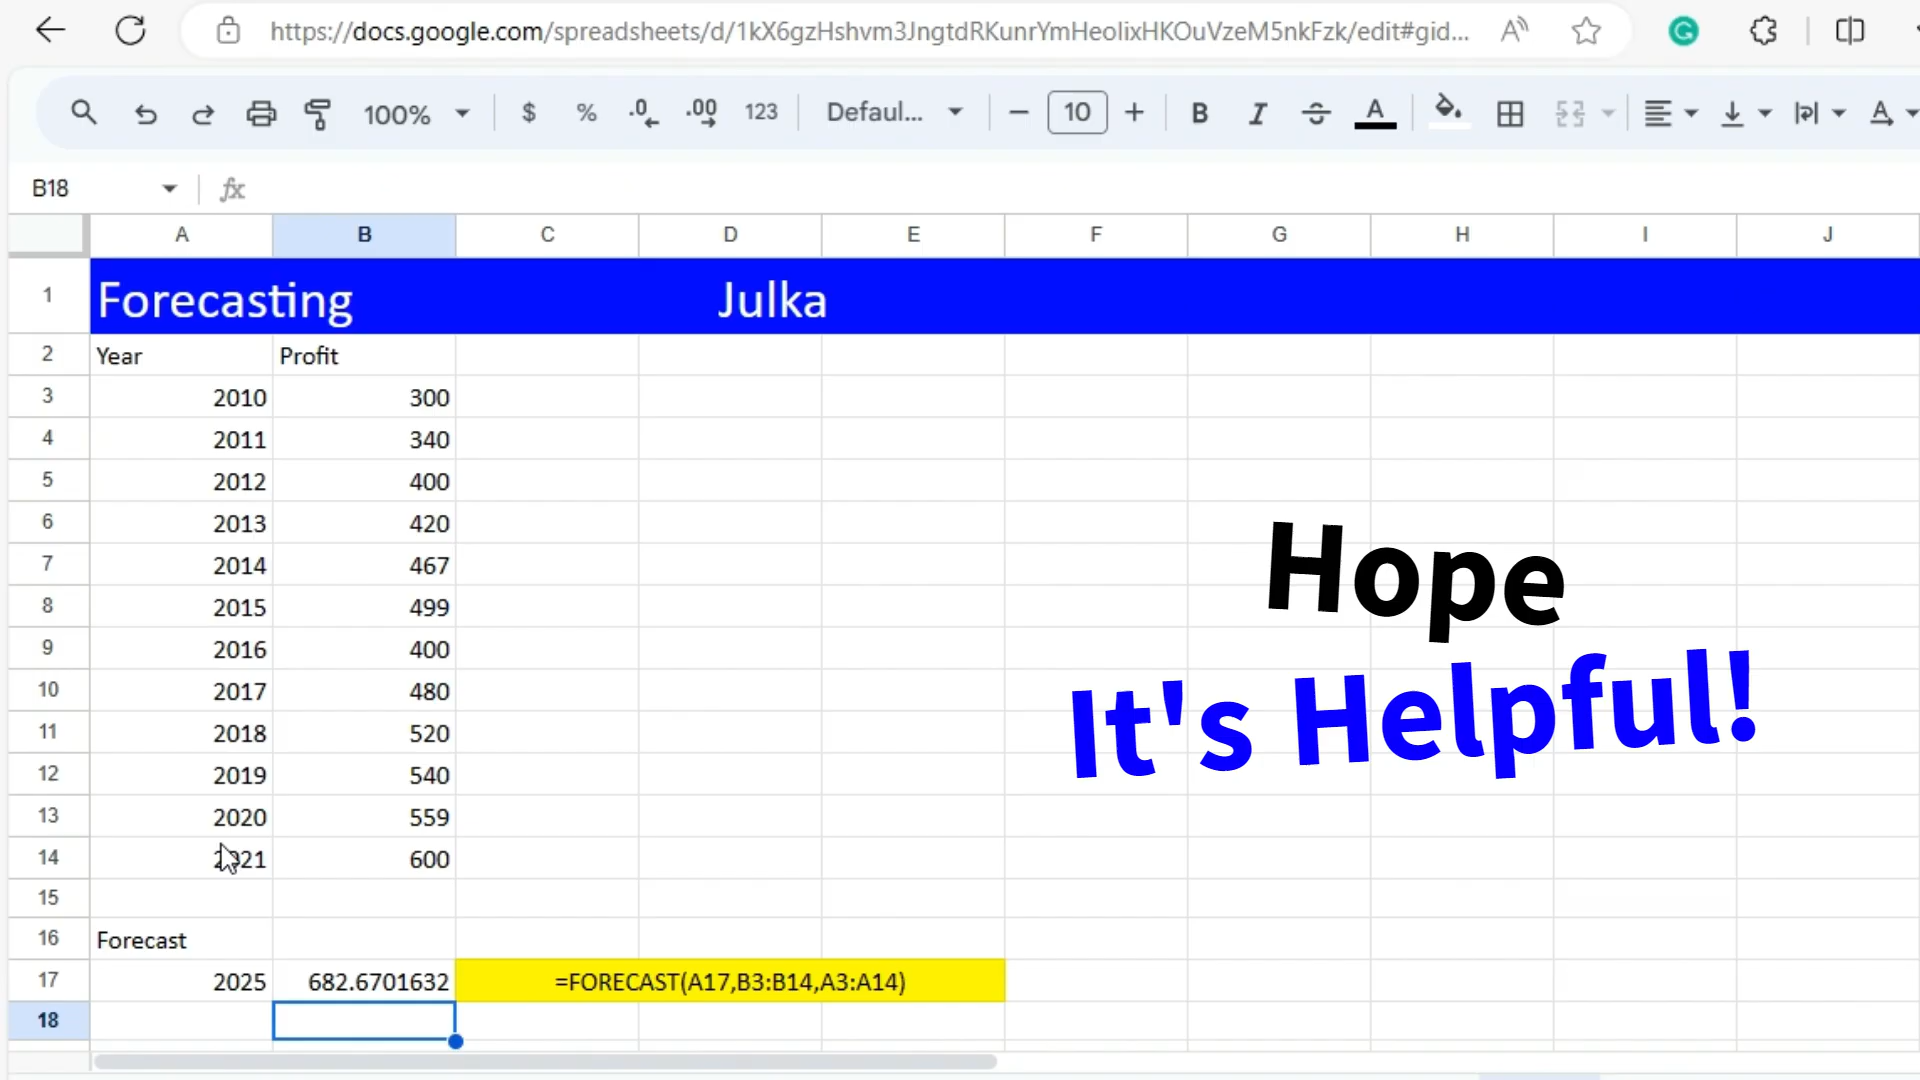 https://docs.google.com/spreadsheets/d/1kX6gzHshvm3JngtdRKunrYmHeoIixHKOuVzeM5nkFzk/edit#gid...
100% $ % .0 .00 123 Defaul... 10 B I A
B18 fx
A B C D E F G H I J
1 Forecasting Julka
2 Year Profit
3 2010 300
4 2011 340
5 2012 400
6 2013 420
7 2014 467
8 2015 499
9 2016 400
10 2017 480
11 2018 520
12 2019 540
13 2020 559
14 2021 600
15
16 Forecast
17 2025 682.6701632 =FORECAST(A17,B3:B14,A3:A14)
18
Hope
It's Helpful!